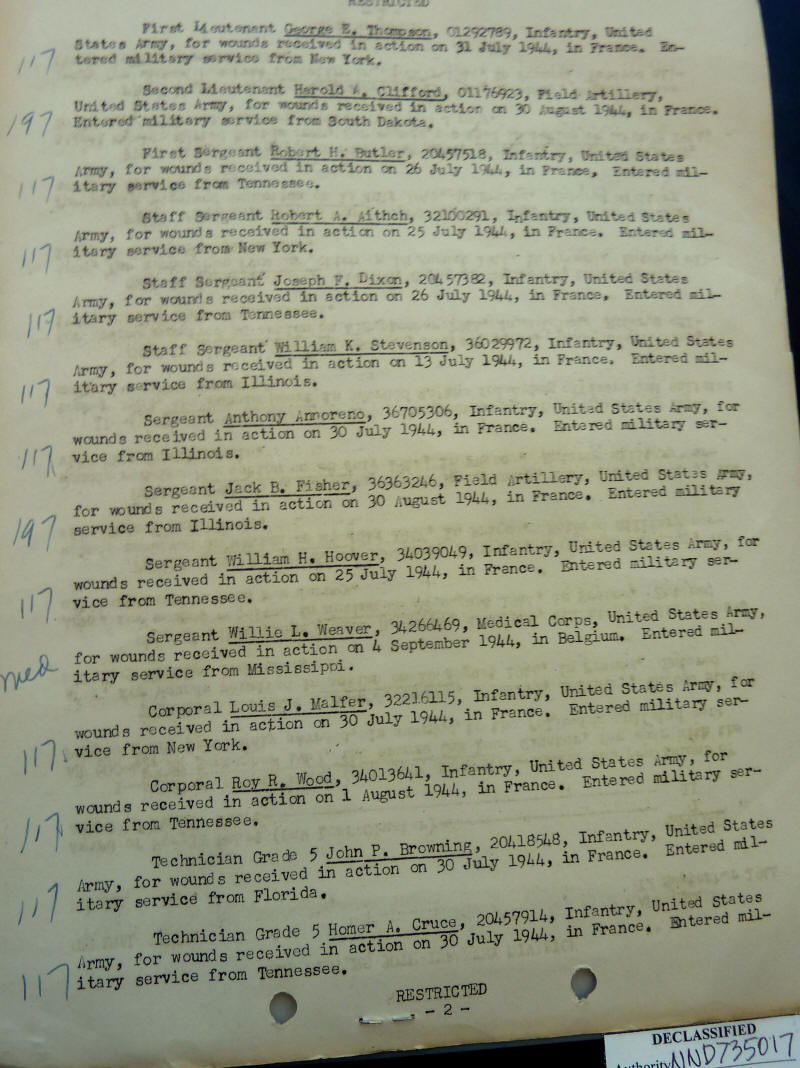 RESTRICTED
First Lieutenant George E. Thompson, O1292789, Infantry, United
117 States Army, for wounds received in action on 31 July 1944, in France. En-
tered military service from New York.
Second Lieutenant Harold A. Clifford, O1176923, Field Artillery,
197 United States Army, for wounds received in action on 30 August 1944, in France.
Entered military service from South Dakota.
First Sergeant Robert H. Butler, 20457518, Infantry, United States
117 Army, for wounds received in action on 26 July 1944, in France, Entered mil-
itary service from Tennessee.
Staff Sergeant Robert A. Aithch, 32100291, Infantry, United States
117 Army, for wounds received in action on 25 July 1944, in France. Entered mil-
itary service from New York.
Staff Sergeant Joseph F. Dixon, 20457382, Infantry, United States
117 Army, for wounds received in action on 26 July 1944, in France, Entered mil-
itary service from Tennessee.
Staff Sergeant William K. Stevenson, 36029972, Infantry, United States
117 Army, for wounds received in action on 13 July 1944, in France. Entered mil-
itary service from Illinois.
Sergeant Anthony Amoreno, 36705306, Infantry, United States Army, for
117 wounds received in action on 30 July 1944, in France. Entered military ser-
vice from Illinois.
Sergeant Jack B. Fisher, 36363246, Field Artillery, United States Army,
197 for wounds received in action on 30 August 1944, in France. Entered military
service from Illinois.
Sergeant William H. Hoover, 34039049, Infantry, United States Army, for
117 wounds received in action on 25 July 1944, in France. Entered military ser-
vice from Tennessee.
Sergeant Willie L. Weaver, 34266469, Medical Corps, United States Army,
med for wounds received in action on 4 September 1944, in Belgium. Entered mil-
itary service from Mississippi.
Corporal Louis J. Malfer, 32216115, Infantry, United States Army, for
117 wounds received in action on 30 July 1944, in France. Entered military ser-
vice from New York.
Corporal Roy R. Wood, 34013641, Infantry, United States Army, for
117 wounds received in action on 1 August 1944, in France. Entered military ser-
vice from Tennessee.
Technician Grade 5 John P. Browning, 20418548, Infantry, United States
117 Army, for wounds received in action on 30 July 1944, in France. Entered mil-
itary service from Florida.
Technician Grade 5 Homer A. Cruce, 20457914, Infantry, United States
117 Army, for wounds received in action on 30 July 1944, in France. Entered mil-
itary service from Tennessee.
RESTRICTED
- 2 -
DECLASSIFIED
Authority NND735017